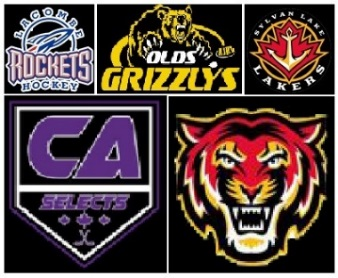 LACOMBE
ROCKETS
HOCKEY
OLDS
GRIZZLYS
SYLVAN LAKE
LAKERS
CA
SELECTS